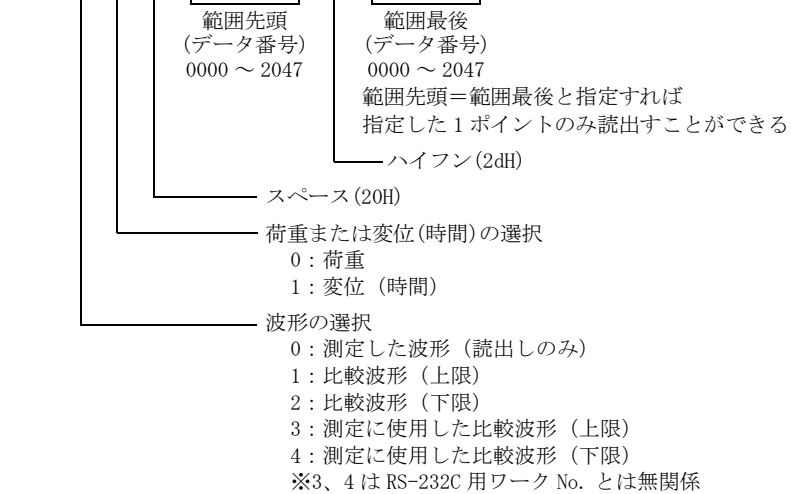 範囲先頭 範囲最後
(データ番号) (データ番号)
0000 ～ 2047 0000 ～ 2047
範囲先頭＝範囲最後と指定すれば
指定した 1 ポイントのみ読出すことができる
ハイフン(2dH)
スペース(20H)
荷重または変位(時間)の選択
0：荷重
1：変位（時間）
波形の選択
0：測定した波形（読出しのみ）
1：比較波形（上限）
2：比較波形（下限）
3：測定に使用した比較波形（上限）
4：測定に使用した比較波形（下限）
※3、4 は RS-232C 用ワーク No. とは無関係